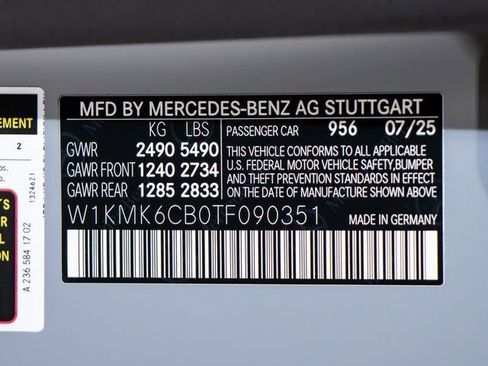 MFD BY MERCEDES-BENZ AG STUTTGART
KG LBS
GVWR 2490 5490
GAWR FRONT 1240 2734
GAWR REAR 1285 2833
PASSENGER CAR 956 07/25
THIS VEHICLE CONFORMS TO ALL APPLICABLE
U.S. FEDERAL MOTOR VEHICLE SAFETY,BUMPER
AND THEFT PREVENTION STANDARDS IN EFFECT
ON THE DATE OF MANUFACTURE SHOWN ABOVE
W1KMK6CB0TF090351
MADE IN GERMANY
EMENT
2
1324621
A 236 584 17 02